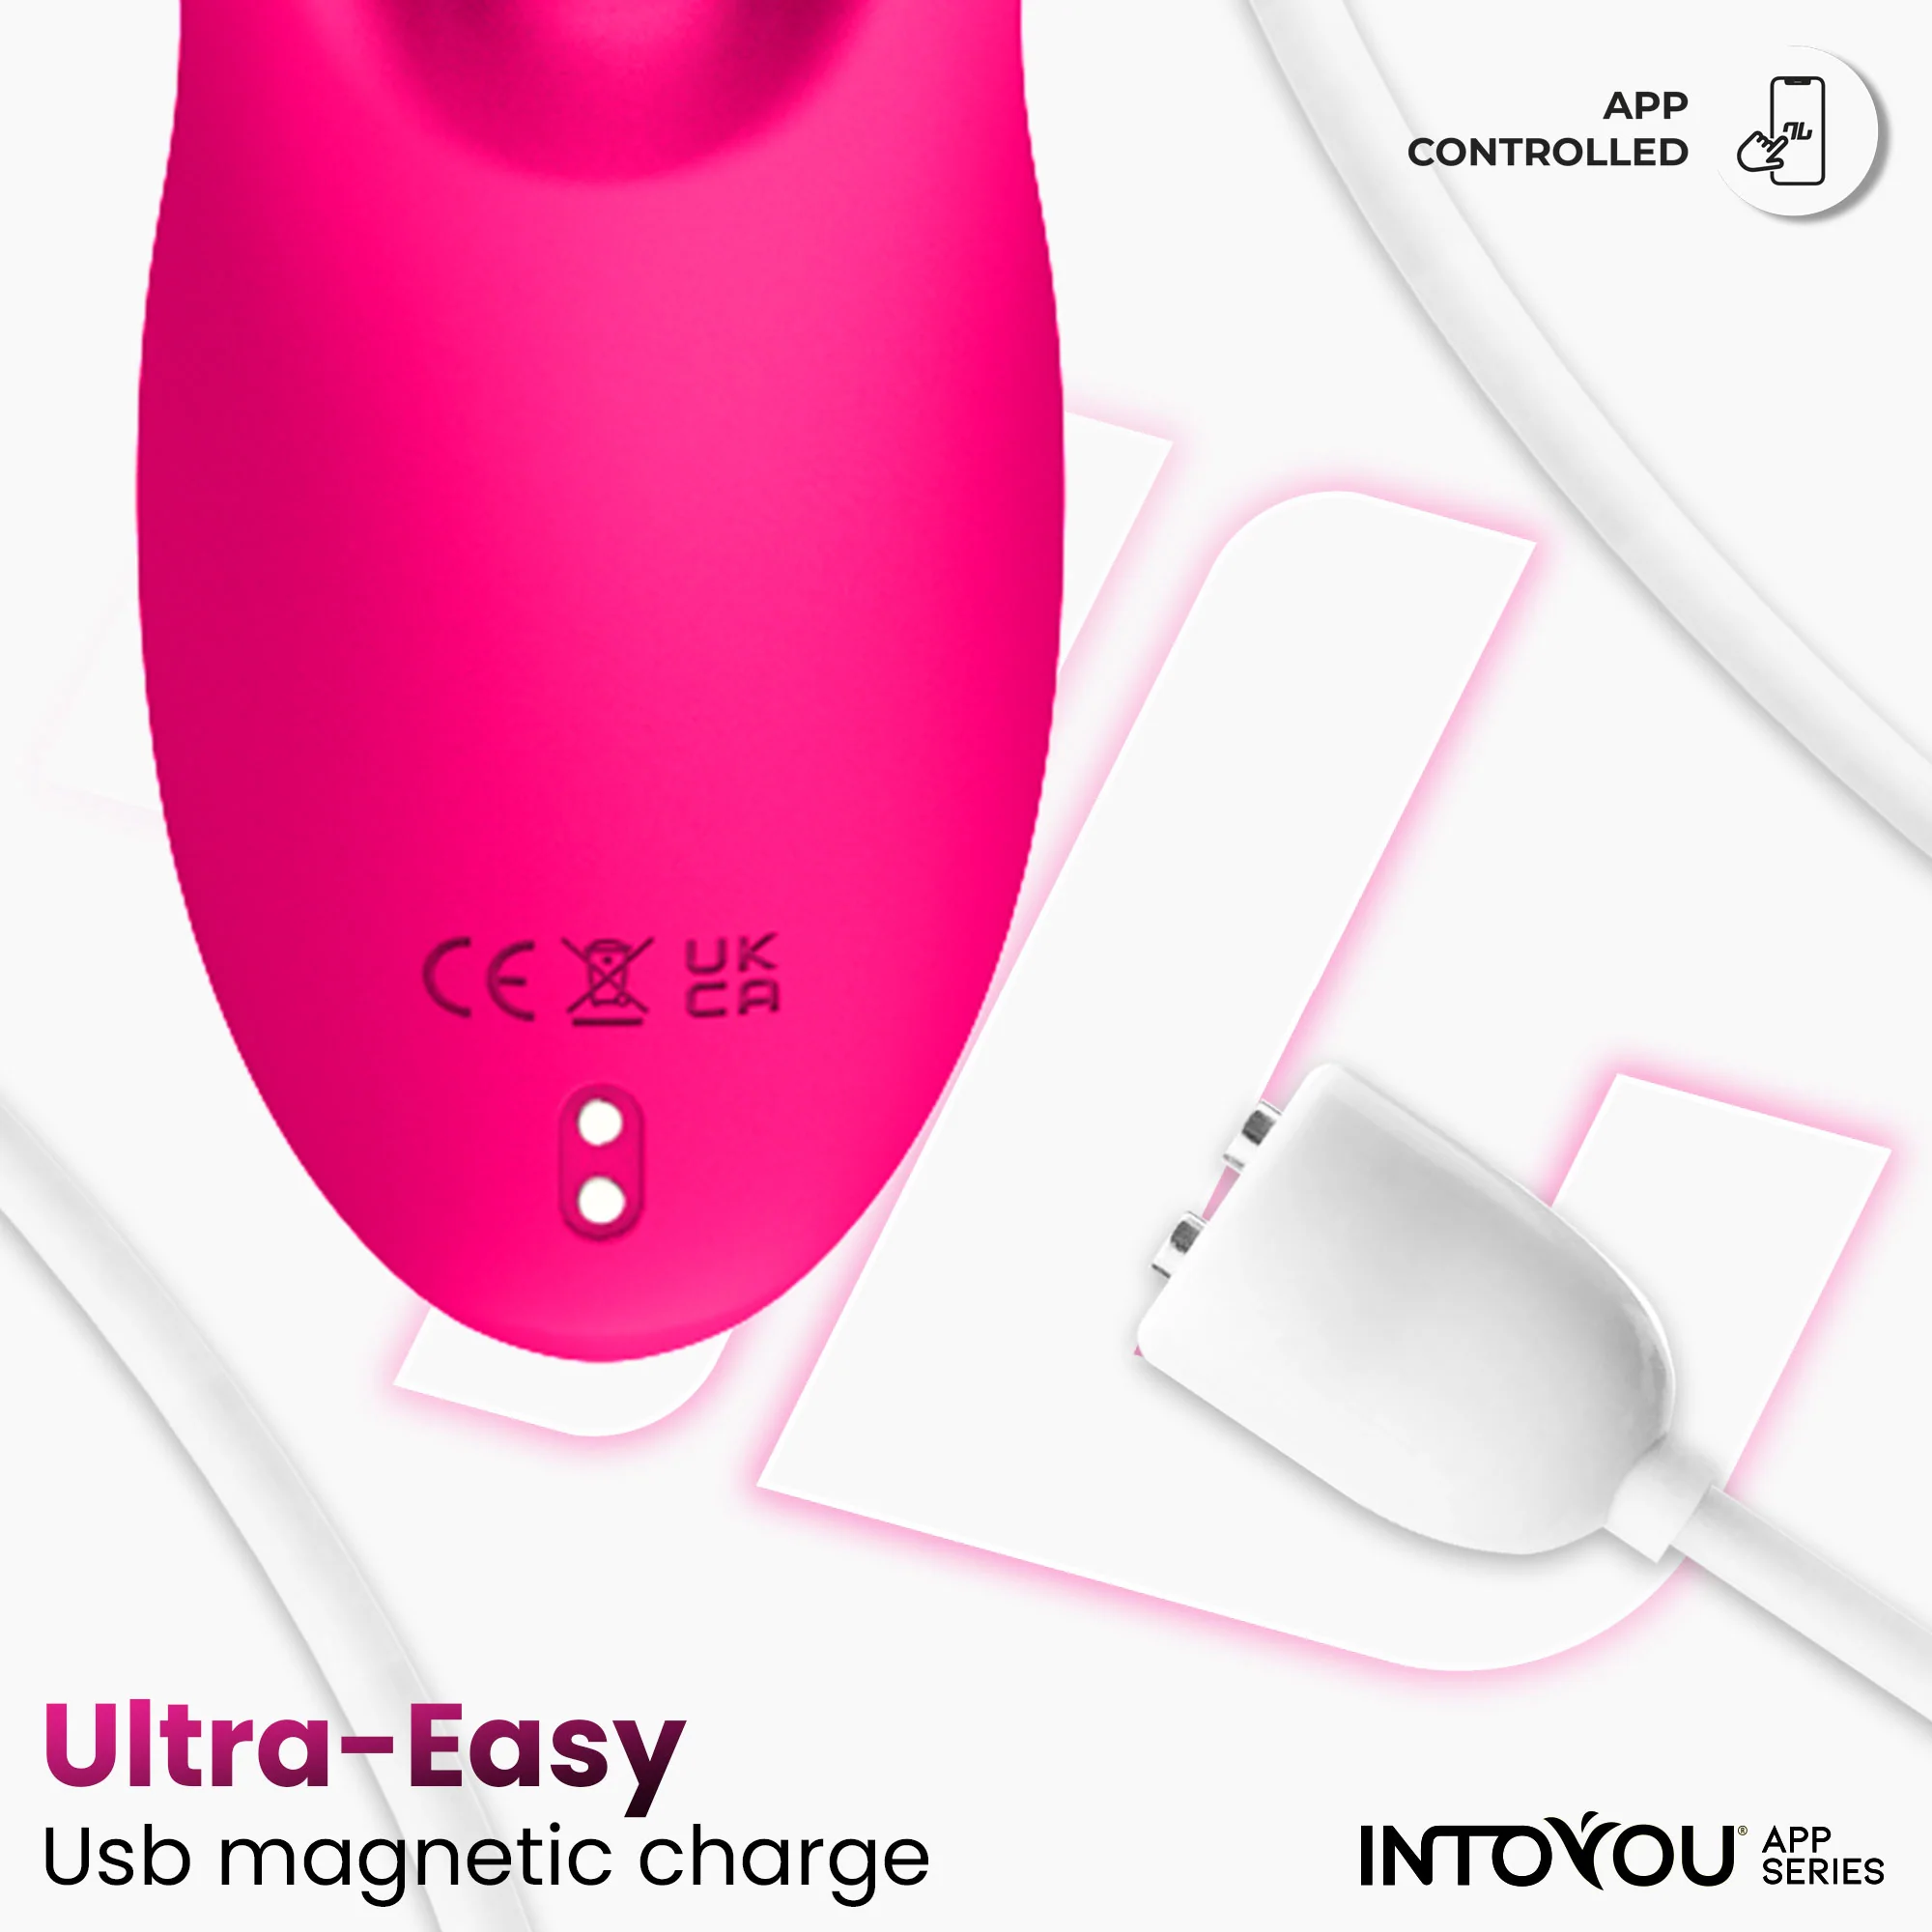 APP
CONTROLLED
CE UK
CA
Ultra-Easy
Usb magnetic charge
INTOYOU® APP
SERIES